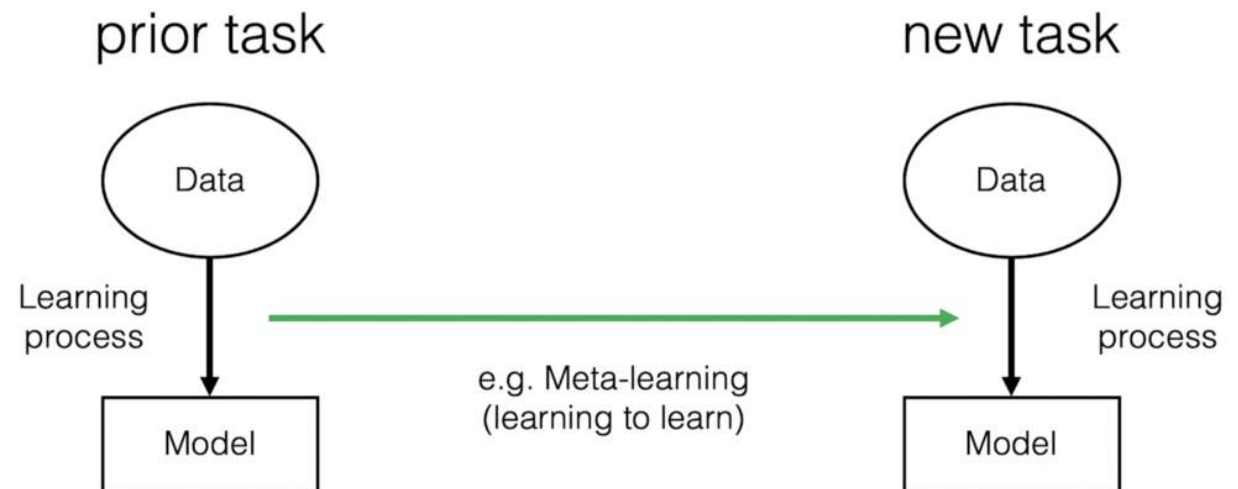 prior task
new task
Data
Data
Learning
process
Learning
process
e.g. Meta-learning
(learning to learn)
Model
Model